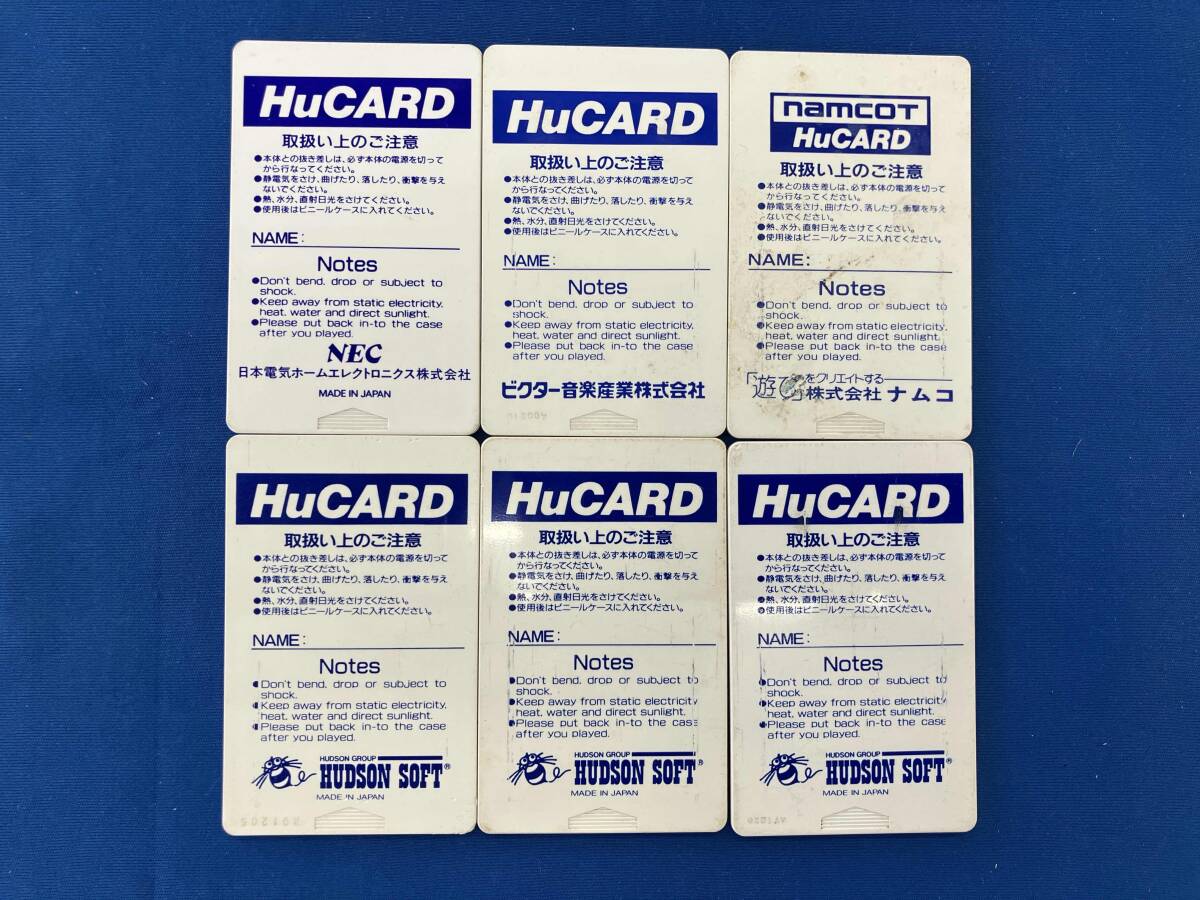 HuCARD
取扱い上のご注意
●本体との抜き差しは、必ず本体の電源を切って
から行なってください。
●静電気をさけ、曲げたり、落したり、衝撃を与え
ないでください。
●熱、水分、直射日光をさけてください。
●使用後はビニールケースに入れてください。
NAME:
Notes
●Don't bend, drop or subject to
shock.
●Keep away from static electricity,
heat, water and direct sunlight.
●Please put back in-to the case
after you played.
NEC
日本電気ホームエレクトロニクス株式会社
MADE IN JAPAN
HuCARD
取扱い上のご注意
●本体との抜き差しは、必ず本体の電源を切って
から行なってください。
●静電気をさけ、曲げたり、落したり、衝撃を与え
ないでください。
●熱、水分、直射日光をさけてください。
●使用後はビニールケースに入れてください。
NAME:
Notes
●Don't bend, drop or subject to
shock.
●Keep away from static electricity,
heat, water and direct sunlight.
●Please put back in-to the case
after you played.
ビクター音楽産業株式会社
namcot
HuCARD
取扱い上のご注意
●本体との抜き差しは、必ず本体の電源を切って
から行なってください。
●静電気をさけ、曲げたり、落したり、衝撃を与え
ないでください。
●熱、水分、直射日光をさけてください。
●使用後はビニールケースに入れてください。
NAME:
Notes
●Don't bend, drop or subject to
shock.
●Keep away from static electricity,
heat, water and direct sunlight.
●Please put back in-to the case
after you played.
「遊び」をクリエイトする
株式会社 ナムコ
HuCARD
取扱い上のご注意
●本体との抜き差しは、必ず本体の電源を切って
から行なってください。
●静電気をさけ、曲げたり、落したり、衝撃を与え
ないでください。
●熱、水分、直射日光をさけてください。
●使用後はビニールケースに入れてください。
NAME:
Notes
●Don't bend, drop or subject to
shock.
●Keep away from static electricity,
heat, water and direct sunlight.
●Please put back in-to the case
after you played.
HUDSON GROUP
HUDSON SOFT®
MADE IN JAPAN
HuCARD
取扱い上のご注意
●本体との抜き差しは、必ず本体の電源を切って
から行なってください。
●静電気をさけ、曲げたり、落したり、衝撃を与え
ないでください。
●熱、水分、直射日光をさけてください。
●使用後はビニールケースに入れてください。
NAME:
Notes
●Don't bend, drop or subject to
shock.
●Keep away from static electricity,
heat, water and direct sunlight.
●Please put back in-to the case
after you played.
HUDSON GROUP
HUDSON SOFT®
MADE IN JAPAN
HuCARD
取扱い上のご注意
●本体との抜き差しは、必ず本体の電源を切って
から行なってください。
●静電気をさけ、曲げたり、落したり、衝撃を与え
ないでください。
●熱、水分、直射日光をさけてください。
●使用後はビニールケースに入れてください。
NAME:
Notes
●Don't bend, drop or subject to
shock.
●Keep away from static electricity,
heat, water and direct sunlight.
●Please put back in-to the case
after you played.
HUDSON GROUP
HUDSON SOFT®
MADE IN JAPAN